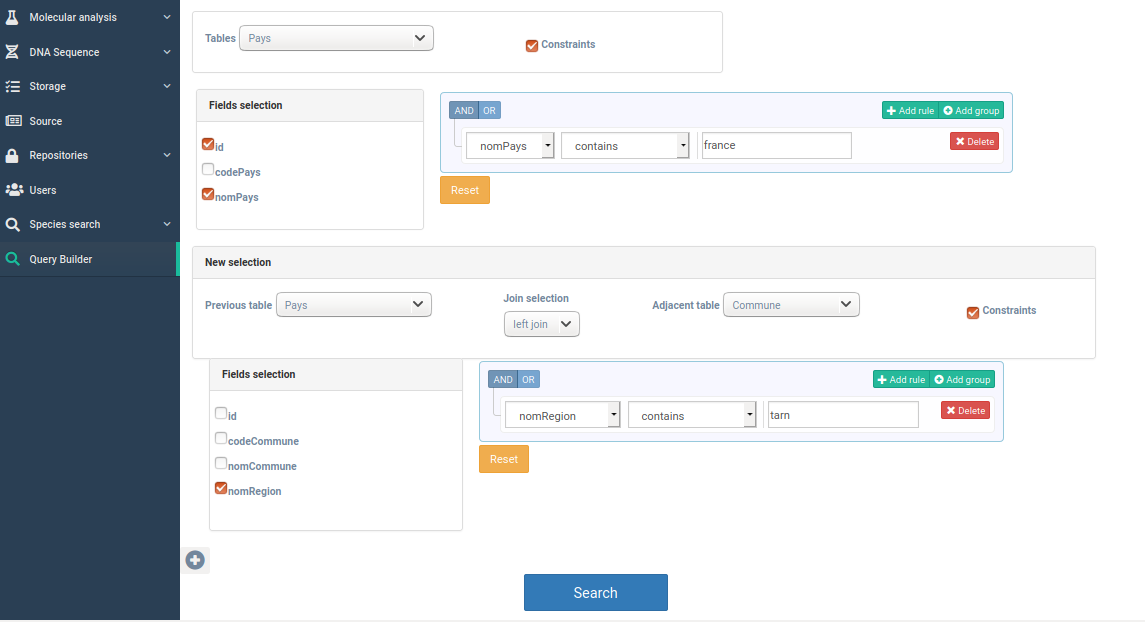 Molecular analysis
DNA Sequence
Storage
Source
Repositories
Users
Species search
Query Builder
Tables Pays Constraints
Fields selection
id
codePays
nomPays
AND OR Add rule Add group
nomPays contains france Delete
Reset
New selection
Previous table Pays
Join selection
left join
Adjacent table Commune
Constraints
Fields selection
id
codeCommune
nomCommune
nomRegion
AND OR Add rule Add group
nomRegion contains tarn Delete
Reset
Search